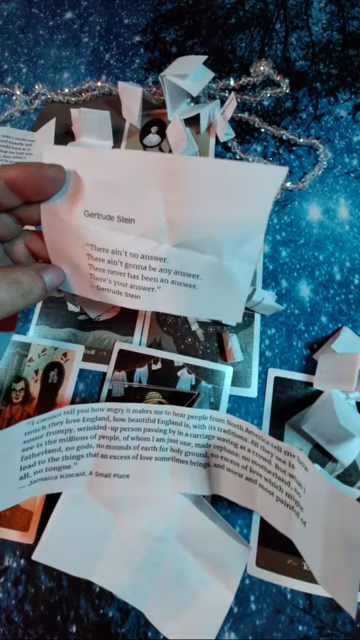 Gertrude Stein
"There ain't no answer.
There ain't gonna be any answer.
There never has been an answer.
There's your answer."
— Gertrude Stein
"I cannot tell you how angry it makes me to hear people from North America tell me how
much they love England, how beautiful England is, with its traditions. All they see is
some frumpy, wrinkled-up person passing by in a carriage waving at a crowd. But what I
see is the millions of people, of whom I am just one, made orphans: no motherland, no
fatherland, no gods, no mounds of earth for holy ground, no excess of love which might
lead to the things that an excess of love sometimes brings, and worst and most painful of
all, no tongue."
— Jamaica Kincaid, A Small Place